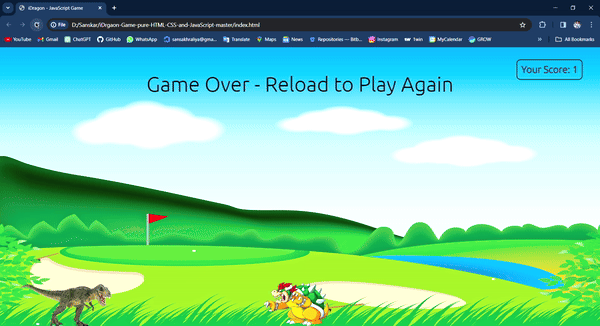 iDragon - JavaScript Game
File D:/Sanskar/iDragon-Game-pure-HTML-CSS-and-JavaScript-master/index.html
YouTube Gmail ChatGPT GitHub WhatsApp Translate Maps News Repositories — Bitb... Instagram 1win MyCalendar GROW » All Bookmarks
Your Score: 1
Game Over - Reload to Play Again